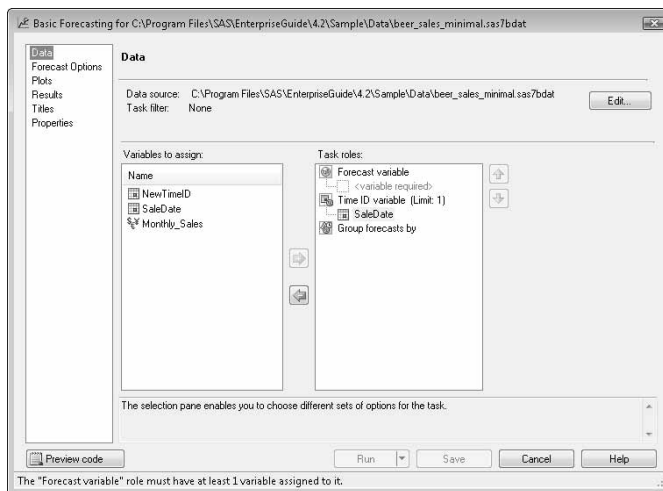 Basic Forecasting for C:\Program Files\SAS\EnterpriseGuide\4.2\Sample\Data\beer_sales_minimal.sas7bdat
Data
Forecast Options
Plots
Results
Titles
Properties
Data
Data source: C:\Program Files\SAS\EnterpriseGuide\4.2\Sample\Data\beer_sales_minimal.sas7bdat
Task filter: None
Edit...
Variables to assign:
Name
NewTimeID
SaleDate
Monthly_Sales
Task roles:
Forecast variable
<variable required>
Time ID variable (Limit: 1)
SaleDate
Group forecasts by
The selection pane enables you to choose different sets of options for the task.
Preview code
Run
Save
Cancel
Help
The "Forecast variable" role must have at least 1 variable assigned to it.